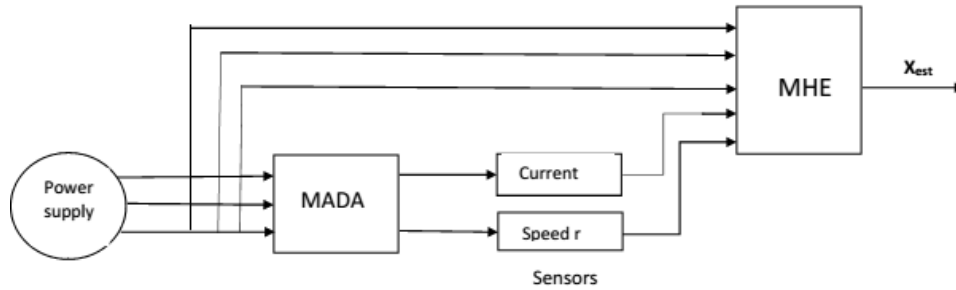 MHE
Xest
Power
supply
MADA
Current
Speed r
Sensors